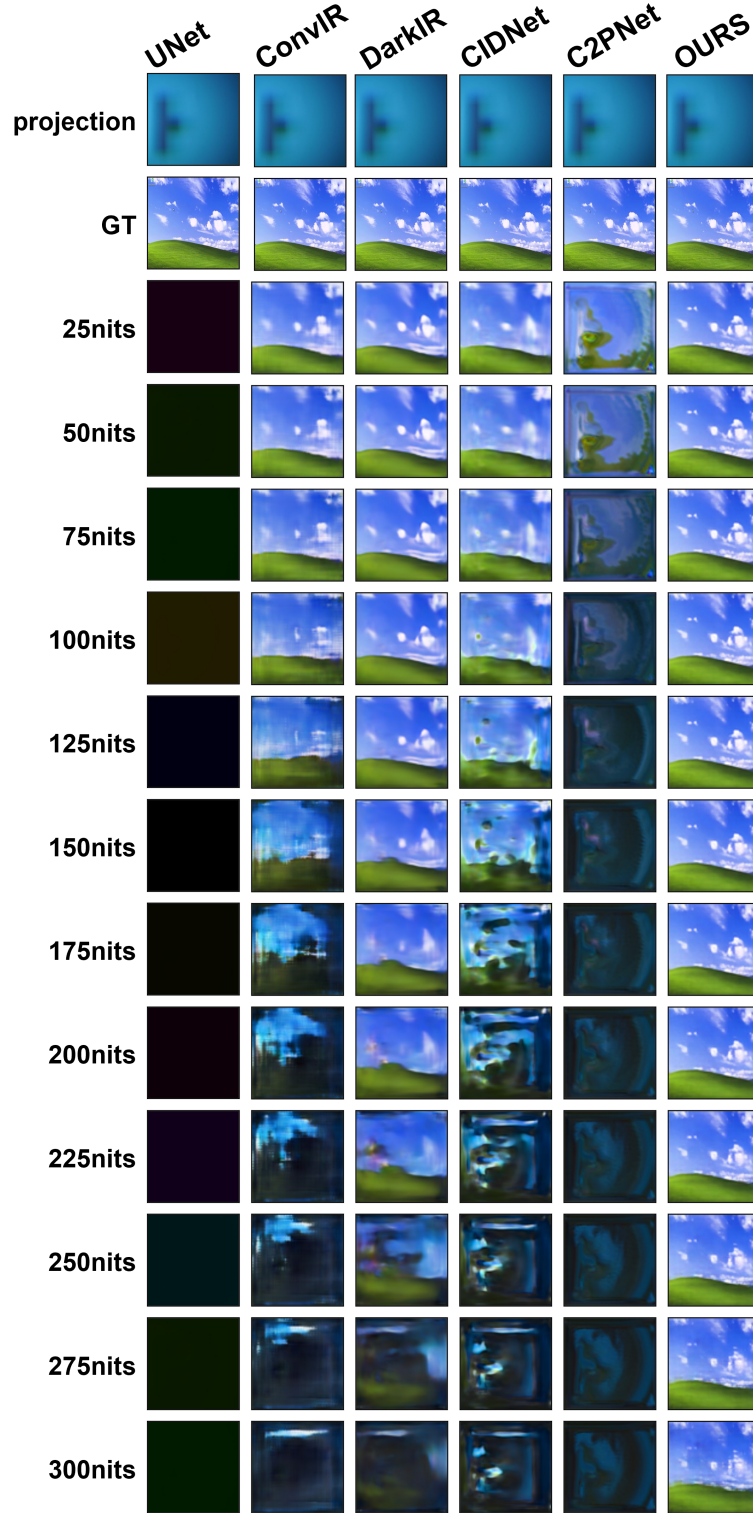 UNet ConvIR DarkIR CIDNet C2PNet OURS
projection
GT
25nits
50nits
75nits
100nits
125nits
150nits
175nits
200nits
225nits
250nits
275nits
300nits